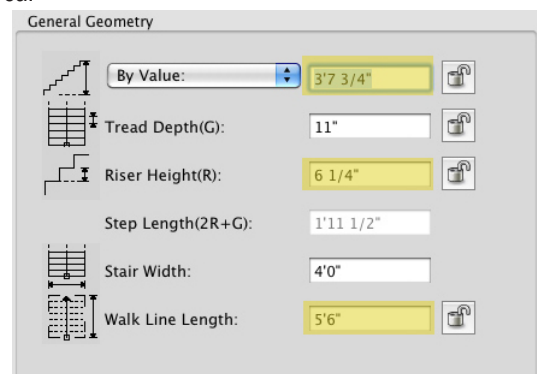 General Geometry
By Value: 3'7 3/4"
Tread Depth(G): 11"
Riser Height(R): 6 1/4"
Step Length(2R+G): 1'11 1/2"
Stair Width: 4'0"
Walk Line Length: 5'6"